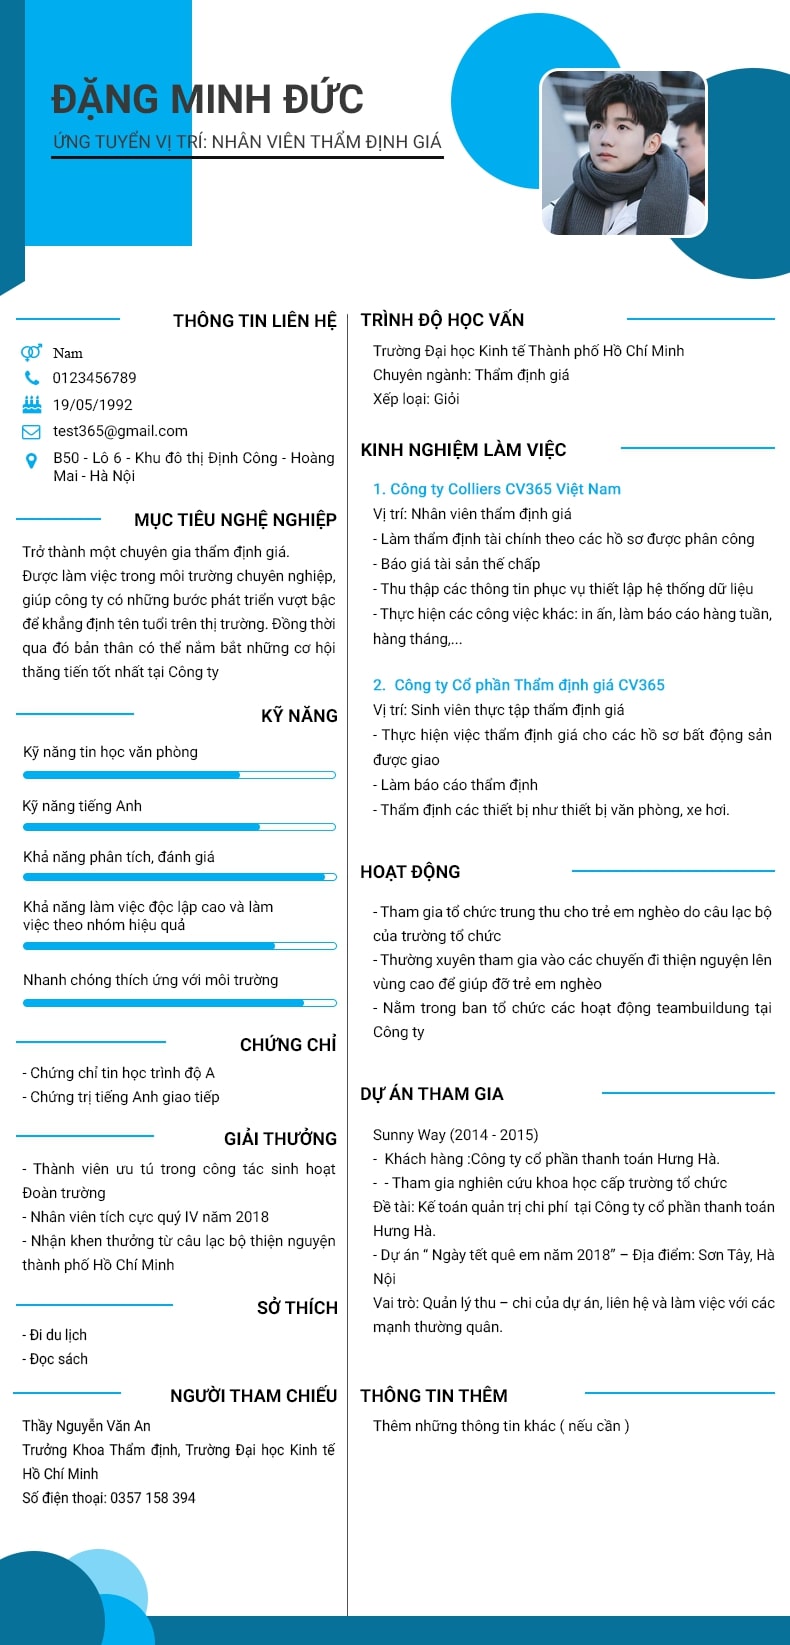 ĐẶNG MINH ĐỨC
ỨNG TUYỂN VỊ TRÍ: NHÂN VIÊN THẨM ĐỊNH GIÁ
THÔNG TIN LIÊN HỆ
Nam
0123456789
19/05/1992
test365@gmail.com
B50 - Lô 6 - Khu đô thị Định Công - Hoàng
Mai - Hà Nội
MỤC TIÊU NGHỆ NGHIỆP
Trở thành một chuyên gia thẩm định giá.
Được làm việc trong môi trường chuyên nghiệp,
giúp công ty có những bước phát triển vượt bậc
để khẳng định tên tuổi trên thị trường. Đồng thời
qua đó bản thân có thể nắm bắt những cơ hội
thăng tiến tốt nhất tại Công ty
KỸ NĂNG
Kỹ năng tin học văn phòng
Kỹ năng tiếng Anh
Khả năng phân tích, đánh giá
Khả năng làm việc độc lập cao và làm
việc theo nhóm hiệu quả
Nhanh chóng thích ứng với môi trường
CHỨNG CHỈ
- Chứng chỉ tin học trình độ A
- Chứng trị tiếng Anh giao tiếp
GIẢI THƯỞNG
- Thành viên ưu tú trong công tác sinh hoạt
Đoàn trường
- Nhân viên tích cực quý IV năm 2018
- Nhận khen thưởng từ câu lạc bộ thiện nguyện
thành phố Hồ Chí Minh
SỞ THÍCH
- Đi du lịch
- Đọc sách
NGƯỜI THAM CHIẾU
Thầy Nguyễn Văn An
Trưởng Khoa Thẩm định, Trường Đại học Kinh tế
Hồ Chí Minh
Số điện thoại: 0357 158 394
TRÌNH ĐỘ HỌC VẤN
Trường Đại học Kinh tế Thành phố Hồ Chí Minh
Chuyên ngành: Thẩm định giá
Xếp loại: Giỏi
KINH NGHIỆM LÀM VIỆC
1. Công ty Colliers CV365 Việt Nam
Vị trí: Nhân viên thẩm định giá
- Làm thẩm định tài chính theo các hồ sơ được phân công
- Báo giá tài sản thế chấp
- Thu thập các thông tin phục vụ thiết lập hệ thống dữ liệu
- Thực hiện các công việc khác: in ấn, làm báo cáo hàng tuần,
hàng tháng,...
2. Công ty Cổ phần Thẩm định giá CV365
Vị trí: Sinh viên thực tập thẩm định giá
- Thực hiện việc thẩm định giá cho các hồ sơ bất động sản
được giao
- Làm báo cáo thẩm định
- Thẩm định các thiết bị như thiết bị văn phòng, xe hơi.
HOẠT ĐỘNG
- Tham gia tổ chức trung thu cho trẻ em nghèo do câu lạc bộ
của trường tổ chức
- Thường xuyên tham gia vào các chuyến đi thiện nguyện lên
vùng cao để giúp đỡ trẻ em nghèo
- Nằm trong ban tổ chức các hoạt động teambuildung tại
Công ty
DỰ ÁN THAM GIA
Sunny Way (2014 - 2015)
- Khách hàng :Công ty cổ phần thanh toán Hưng Hà.
- - Tham gia nghiên cứu khoa học cấp trường tổ chức
Đề tài: Kế toán quản trị chi phí tại Công ty cổ phần thanh toán
Hưng Hà.
- Dự án “ Ngày tết quê em năm 2018” – Địa điểm: Sơn Tây, Hà
Nội
Vai trò: Quản lý thu – chi của dự án, liên hệ và làm việc với các
mạnh thường quân.
THÔNG TIN THÊM
Thêm những thông tin khác ( nếu cần )